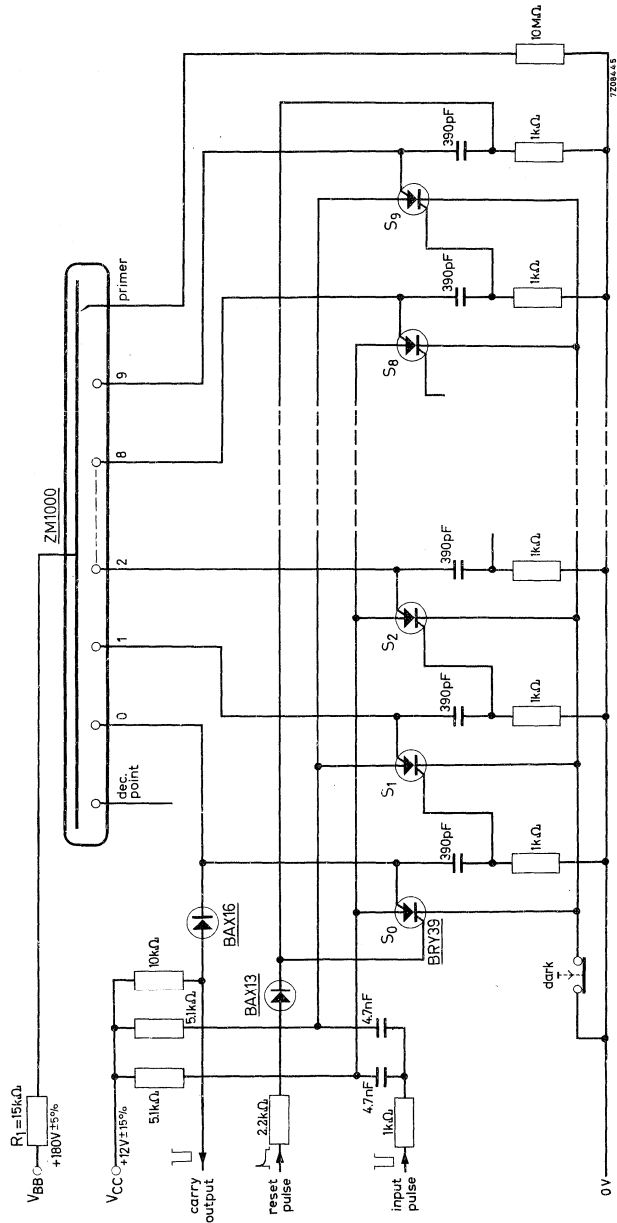 ZM1000
primer
9
8
2
1
0
dec.
point
R₁=15kΩ
VBB
+180V±5%
VCC
+12V±15%
10kΩ
5.1kΩ
5.1kΩ
BAX16
carry
output
BAX13
2.2kΩ
reset
pulse
4.7nF
4.7nF
1kΩ
input
pulse
S₀
BRY39
S₁
S₂
S₈
S₉
390pF
390pF
390pF
390pF
390pF
1kΩ
1kΩ
1kΩ
1kΩ
1kΩ
10MΩ
dark
0V
7Z08445